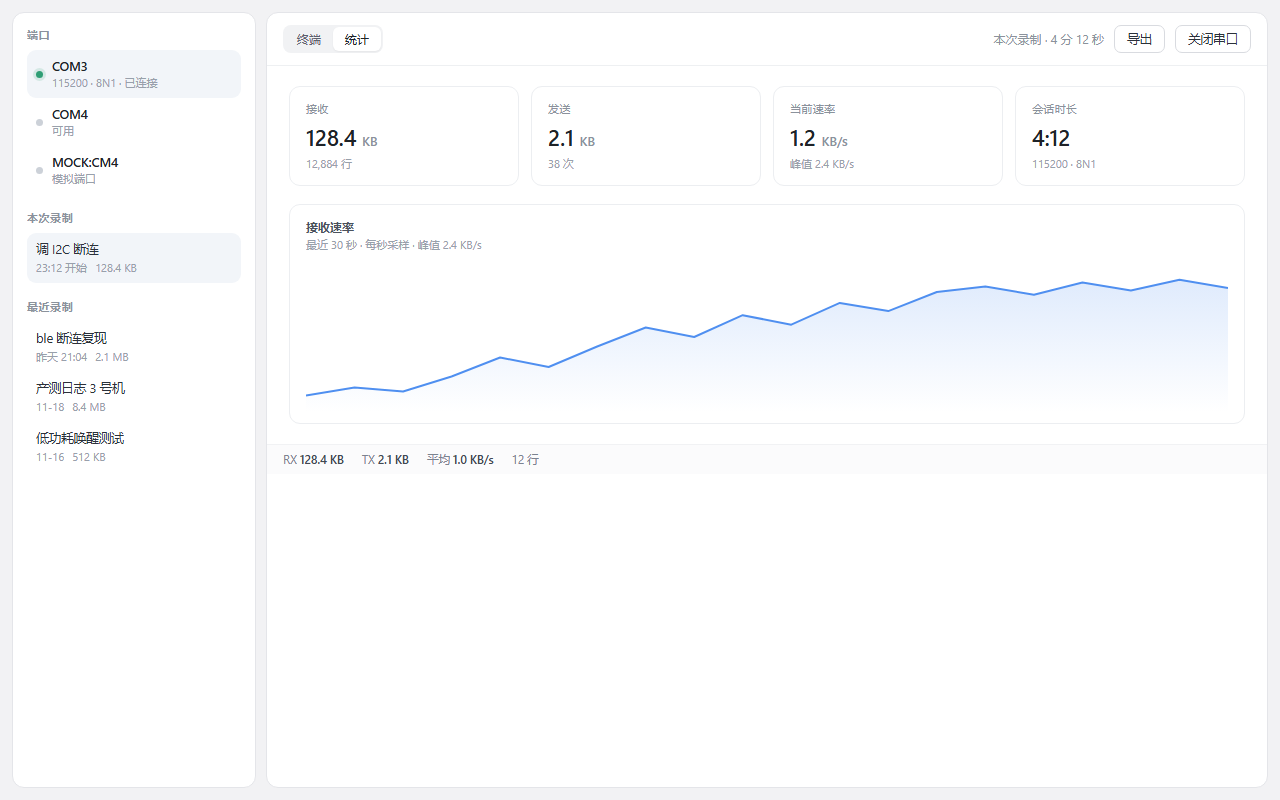 端口
COM3
115200 · 8N1 · 已连接
COM4
可用
MOCK:CM4
模拟端口
本次录制
调 I2C 断连
23:12 开始 128.4 KB
最近录制
ble 断连复现
昨天 21:04 2.1 MB
产测日志 3 号机
11-18 8.4 MB
低功耗唤醒测试
11-16 512 KB
终端 统计
本次录制 · 4 分 12 秒 导出 关闭串口
接收
128.4 KB
12,884 行
发送
2.1 KB
38 次
当前速率
1.2 KB/s
峰值 2.4 KB/s
会话时长
4:12
115200 · 8N1
接收速率
最近 30 秒 · 每秒采样 · 峰值 2.4 KB/s
RX 128.4 KB TX 2.1 KB 平均 1.0 KB/s 12 行